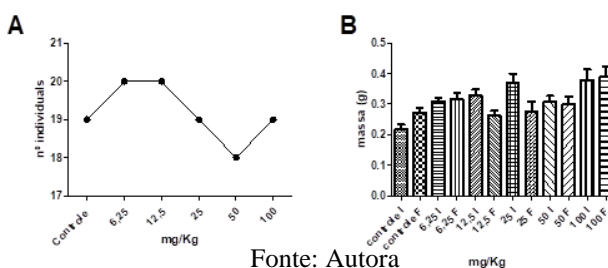 A
21
20
19
18
17
nº individuals
Controle
6,25
12,5
25
50
100
mg/Kg
B
0.5
0.4
0.3
0.2
0.1
0.0
massa (g)
controle I
controle F
6,25 I
6,25 F
12,5 I
12,5 F
25 I
25 F
50 I
50 F
100 I
100 F
mg/Kg
Fonte: Autora